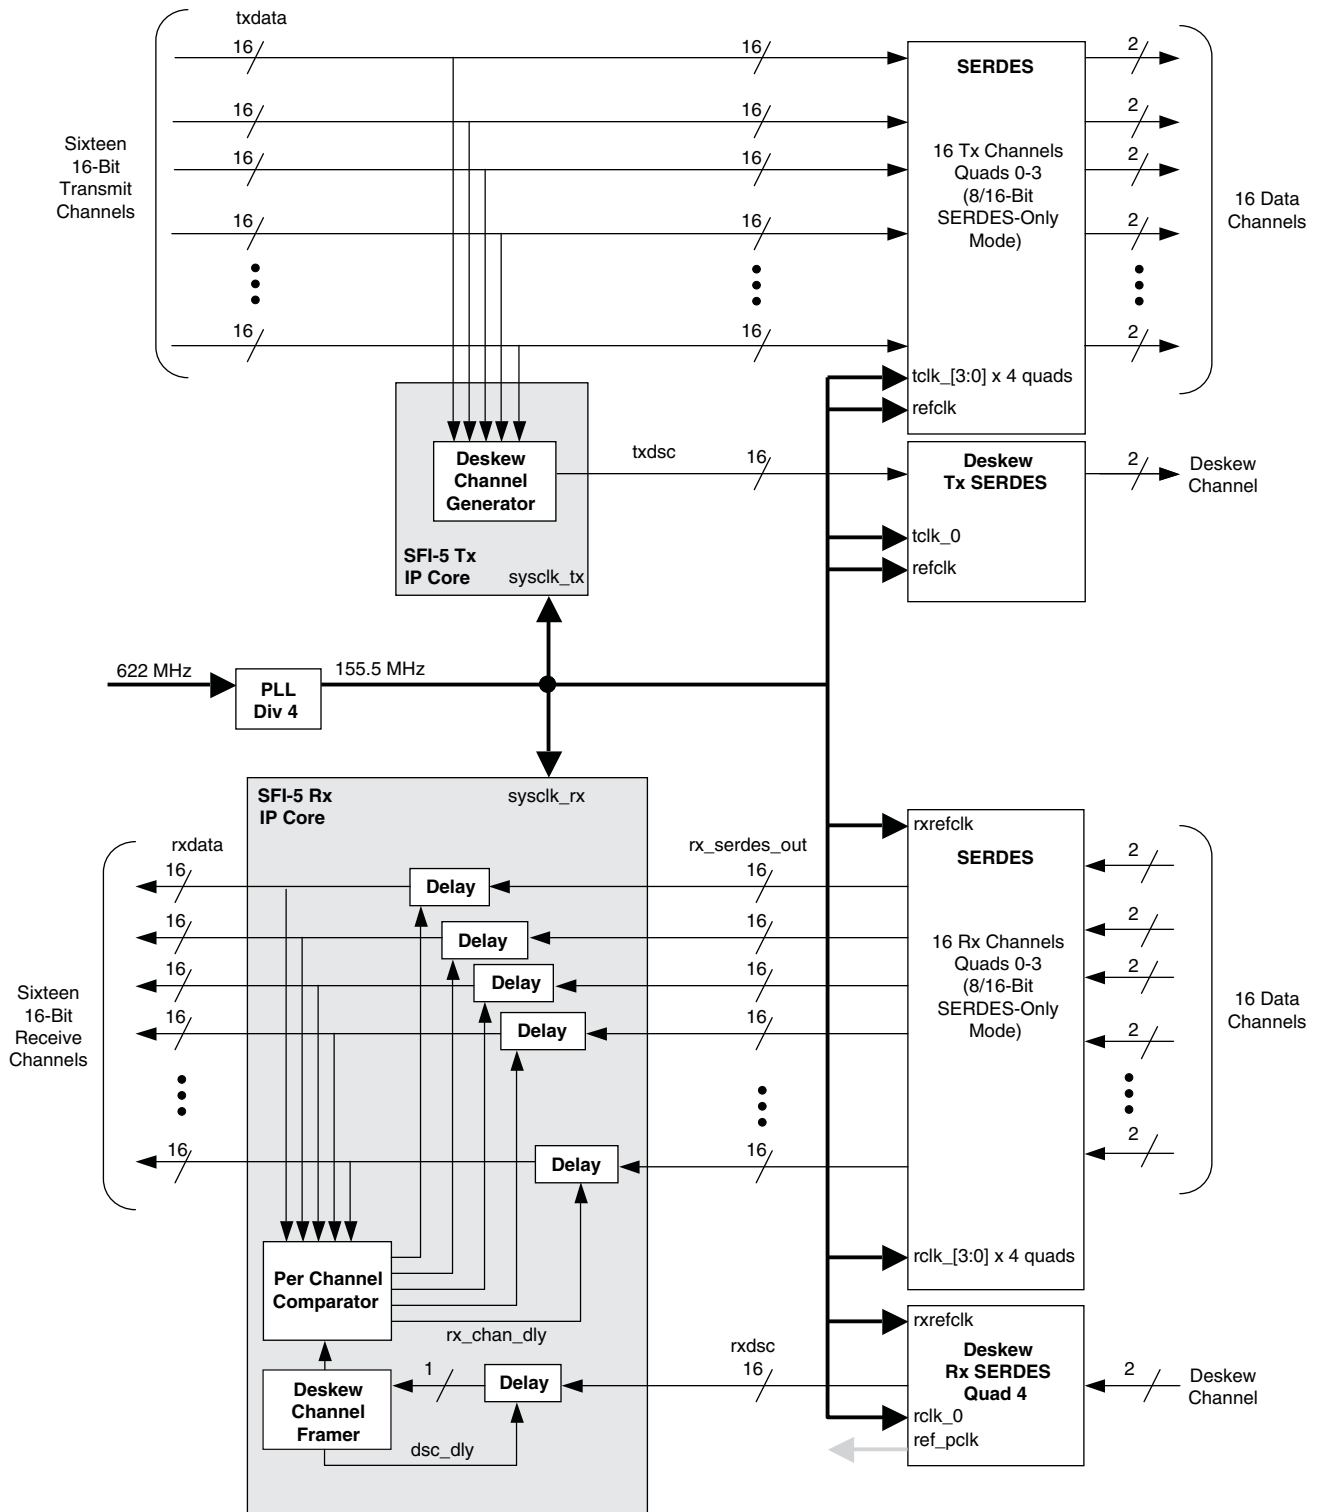 txdata
16
16
2
SERDES
16
16
2
Sixteen
16-Bit
Transmit
Channels
16
16
2
16 Tx Channels
Quads 0-3
(8/16-Bit
SERDES-Only
Mode)
16 Data
Channels
16
16
2
16
16
2
tclk_[3:0] x 4 quads
refclk
Deskew
Channel
Generator
txdsc
16
Deskew
Tx SERDES
2
Deskew
Channel
tclk_0
refclk
SFI-5 Tx
IP Core
sysclk_tx
622 MHz
PLL
Div 4
155.5 MHz
SFI-5 Rx
IP Core
sysclk_rx
rxrefclk
rxdata
rx_serdes_out
SERDES
16
Delay
16
2
16
Delay
16
2
16 Rx Channels
Quads 0-3
(8/16-Bit
SERDES-Only
Mode)
16
Delay
16
2
Sixteen
16-Bit
Receive
Channels
16 Data
Channels
16
Delay
16
2
16
Delay
16
2
rclk_[3:0] x 4 quads
Per Channel
Comparator
rx_chan_dly
rxrefclk
Deskew
Channel
Framer
1
Delay
rxdsc
16
Deskew
Rx SERDES
Quad 4
2
Deskew
Channel
dsc_dly
rclk_0
ref_pclk